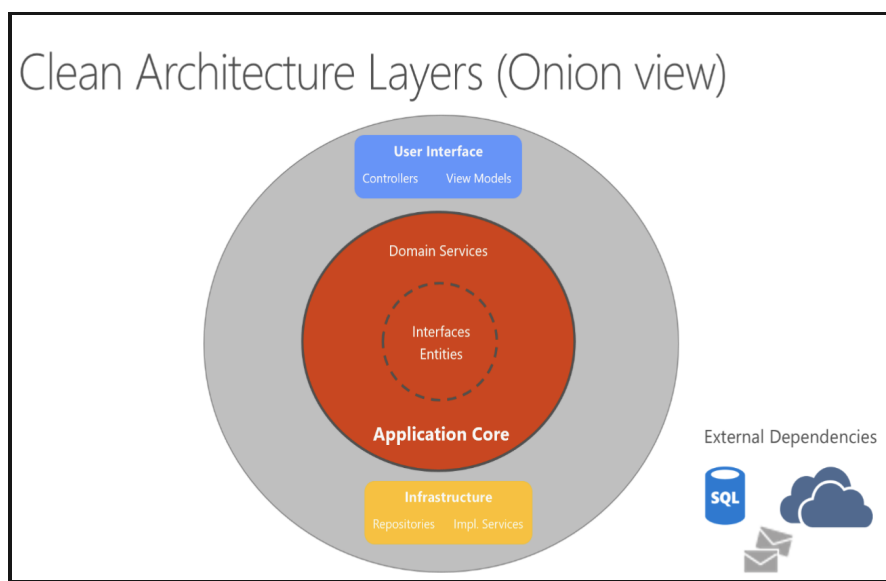 Clean Architecture Layers (Onion view)
User Interface
Controllers View Models
Domain Services
Interfaces
Entities
Application Core
Infrastructure
Repositories Impl. Services
External Dependencies
SQL